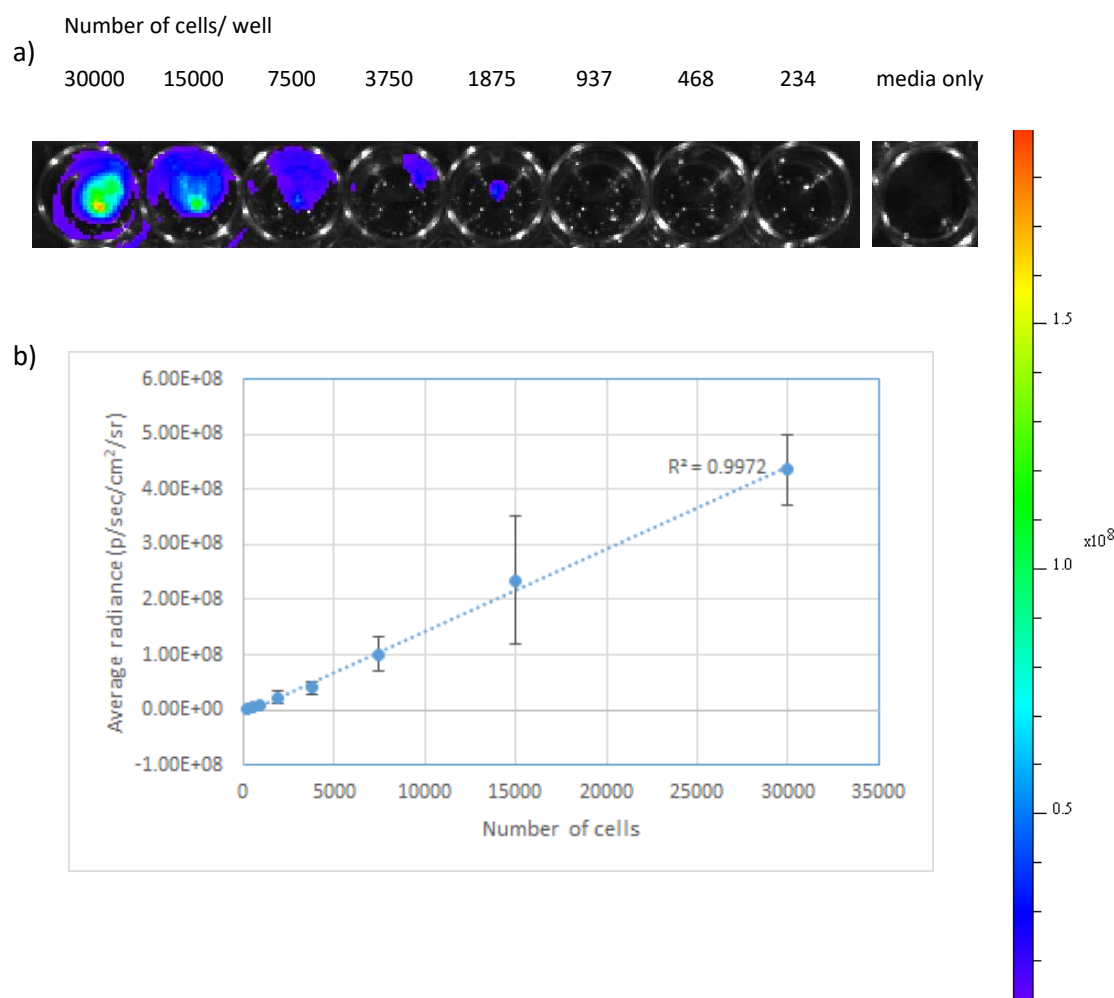 Number of cells/ well
a)
30000 15000 7500 3750 1875 937 468 234 media only
1.5
x10⁸
1.0
0.5
b)
6.00E+08
5.00E+08
4.00E+08
3.00E+08
2.00E+08
1.00E+08
0.00E+00
-1.00E+08
Average radiance (p/sec/cm²/sr)
R² = 0.9972
0 5000 10000 15000 20000 25000 30000 35000
Number of cells